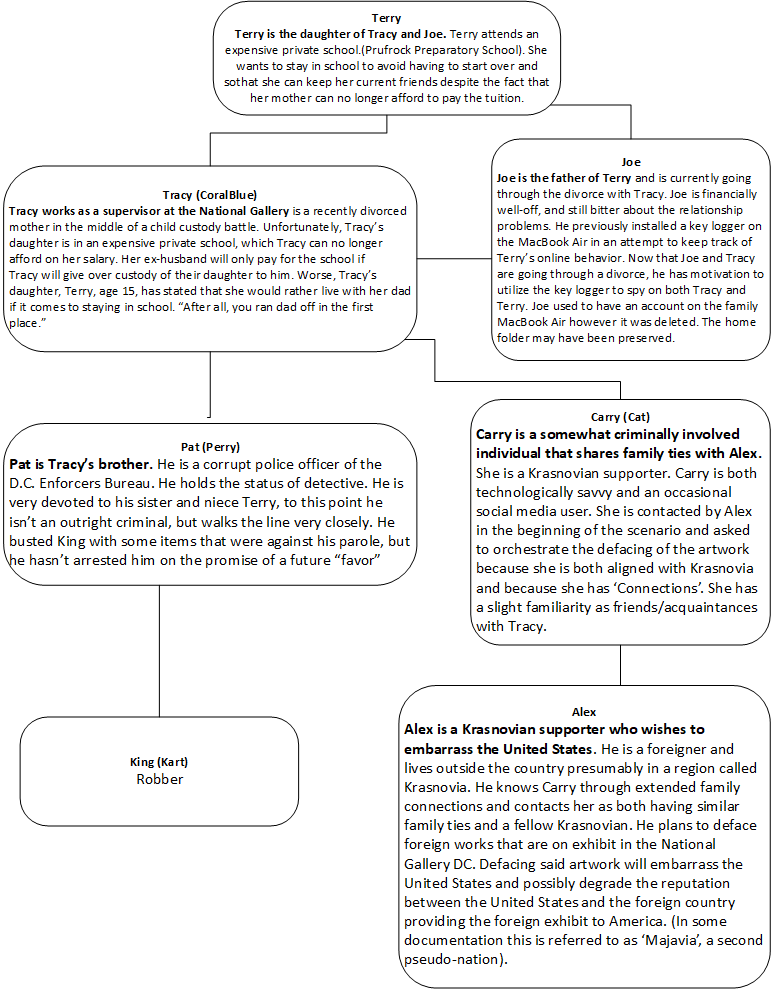 Terry
Terry is the daughter of Tracy and Joe. Terry attends an
expensive private school.(Prufrock Preparatory School). She
wants to stay in school to avoid having to start over and
sothat she can keep her current friends despite the fact that
her mother can no longer afford to pay the tuition.
Joe
Joe is the father of Terry and is currently going
through the divorce with Tracy. Joe is financially
well-off, and still bitter about the relationship
problems. He previously installed a key logger on
the MacBook Air in an attempt to keep track of
Terry's online behavior. Now that Joe and Tracy
are going through a divorce, he has motivation to
utilize the key logger to spy on both Tracy and
Terry. Joe used to have an account on the family
MacBook Air however it was deleted. The home
folder may have been preserved.
Tracy (CoralBlue)
Tracy works as a supervisor at the National Gallery is a recently divorced
mother in the middle of a child custody battle. Unfortunately, Tracy's
daughter is in an expensive private school, which Tracy can no longer
afford on her salary. Her ex-husband will only pay for the school if
Tracy will give over custody of their daughter to him. Worse, Tracy's
daughter, Terry, age 15, has stated that she would rather live with her dad
if it comes to staying in school. “After all, you ran dad off in the first
place.”
Pat (Perry)
Pat is Tracy's brother. He is a corrupt police officer of the
D.C. Enforcers Bureau. He holds the status of detective. He is
very devoted to his sister and niece Terry, to this point he
isn't an outright criminal, but walks the line very closely. He
busted King with some items that were against his parole, but
he hasn't arrested him on the promise of a future “favor”
Carry (Cat)
Carry is a somewhat criminally involved
individual that shares family ties with Alex.
She is a Krasnovian supporter. Carry is both
technologically savvy and an occasional
social media user. She is contacted by Alex
in the beginning of the scenario and asked
to orchestrate the defacing of the artwork
because she is both aligned with Krasnovia
and because she has ‘Connections’. She has
a slight familiarity as friends/acquaintances
with Tracy.
King (Kart)
Robber
Alex
Alex is a Krasnovian supporter who wishes to
embarrass the United States. He is a foreigner and
lives outside the country presumably in a region called
Krasnovia. He knows Carry through extended family
connections and contacts her as both having similar
family ties and a fellow Krasnovian. He plans to deface
foreign works that are on exhibit in the National
Gallery DC. Defacing said artwork will embarrass the
United States and possibly degrade the reputation
between the United States and the foreign country
providing the foreign exhibit to America. (In some
documentation this is referred to as ‘Majavia’, a second
pseudo-nation).